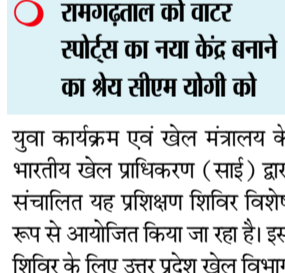 रामगढ़ताल को वाटर
स्पोर्ट्स का नया केंद्र बनाने
का श्रेय सीएम योगी को
युवा कार्यक्रम एवं खेल मंत्रालय के
भारतीय खेल प्राधिकरण (साई) द्वार
संचालित यह प्रशिक्षण शिविर विशेष
रूप से आयोजित किया जा रहा है। इस
शिविर के लिए उत्तर प्रदेश खेल विभाग